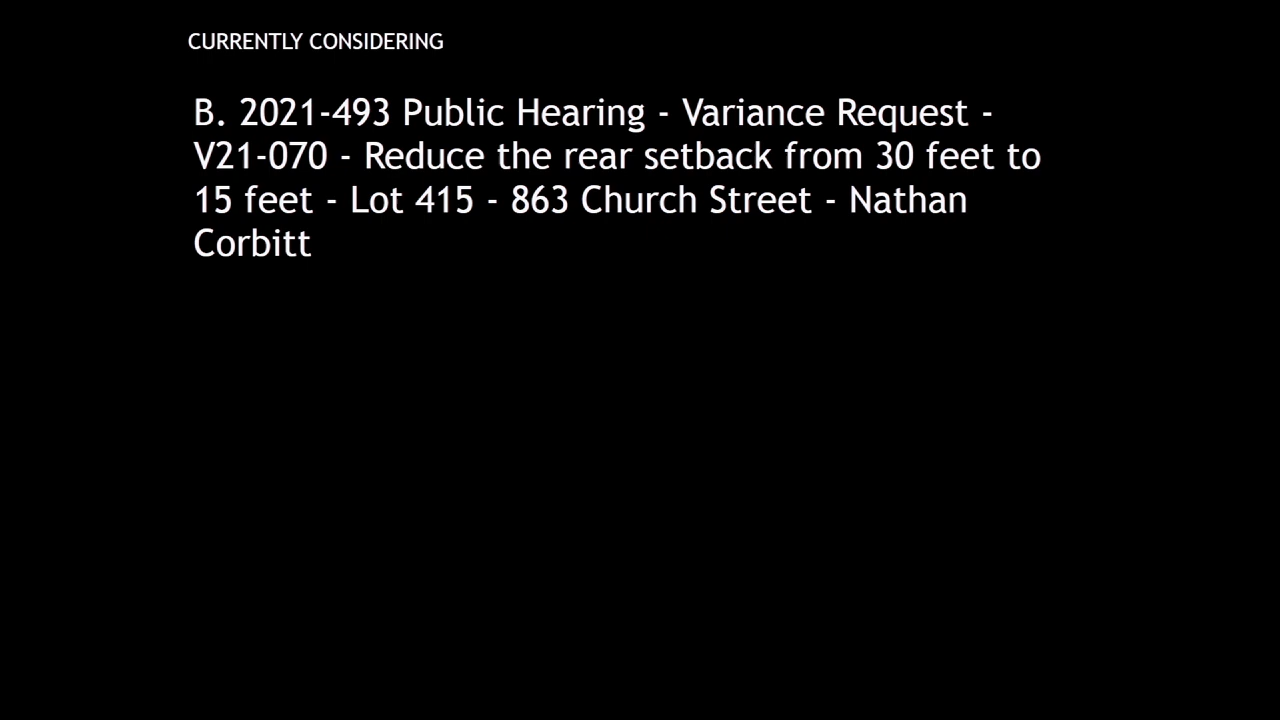 CURRENTLY CONSIDERING
B. 2021-493 Public Hearing - Variance Request -
V21-070 - Reduce the rear setback from 30 feet to
15 feet - Lot 415 - 863 Church Street - Nathan
Corbitt